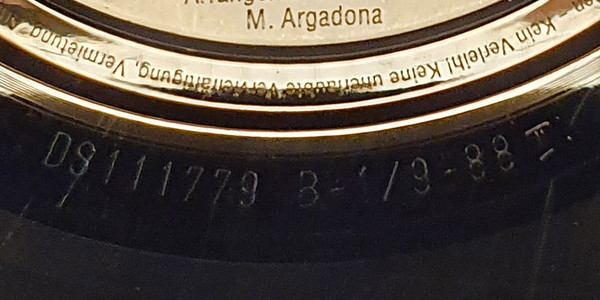 M. Argadona
– Kein Verleih! Keine unerlaubte Vervielfältigung, Vermietung,
DS111779 B-1/9-88